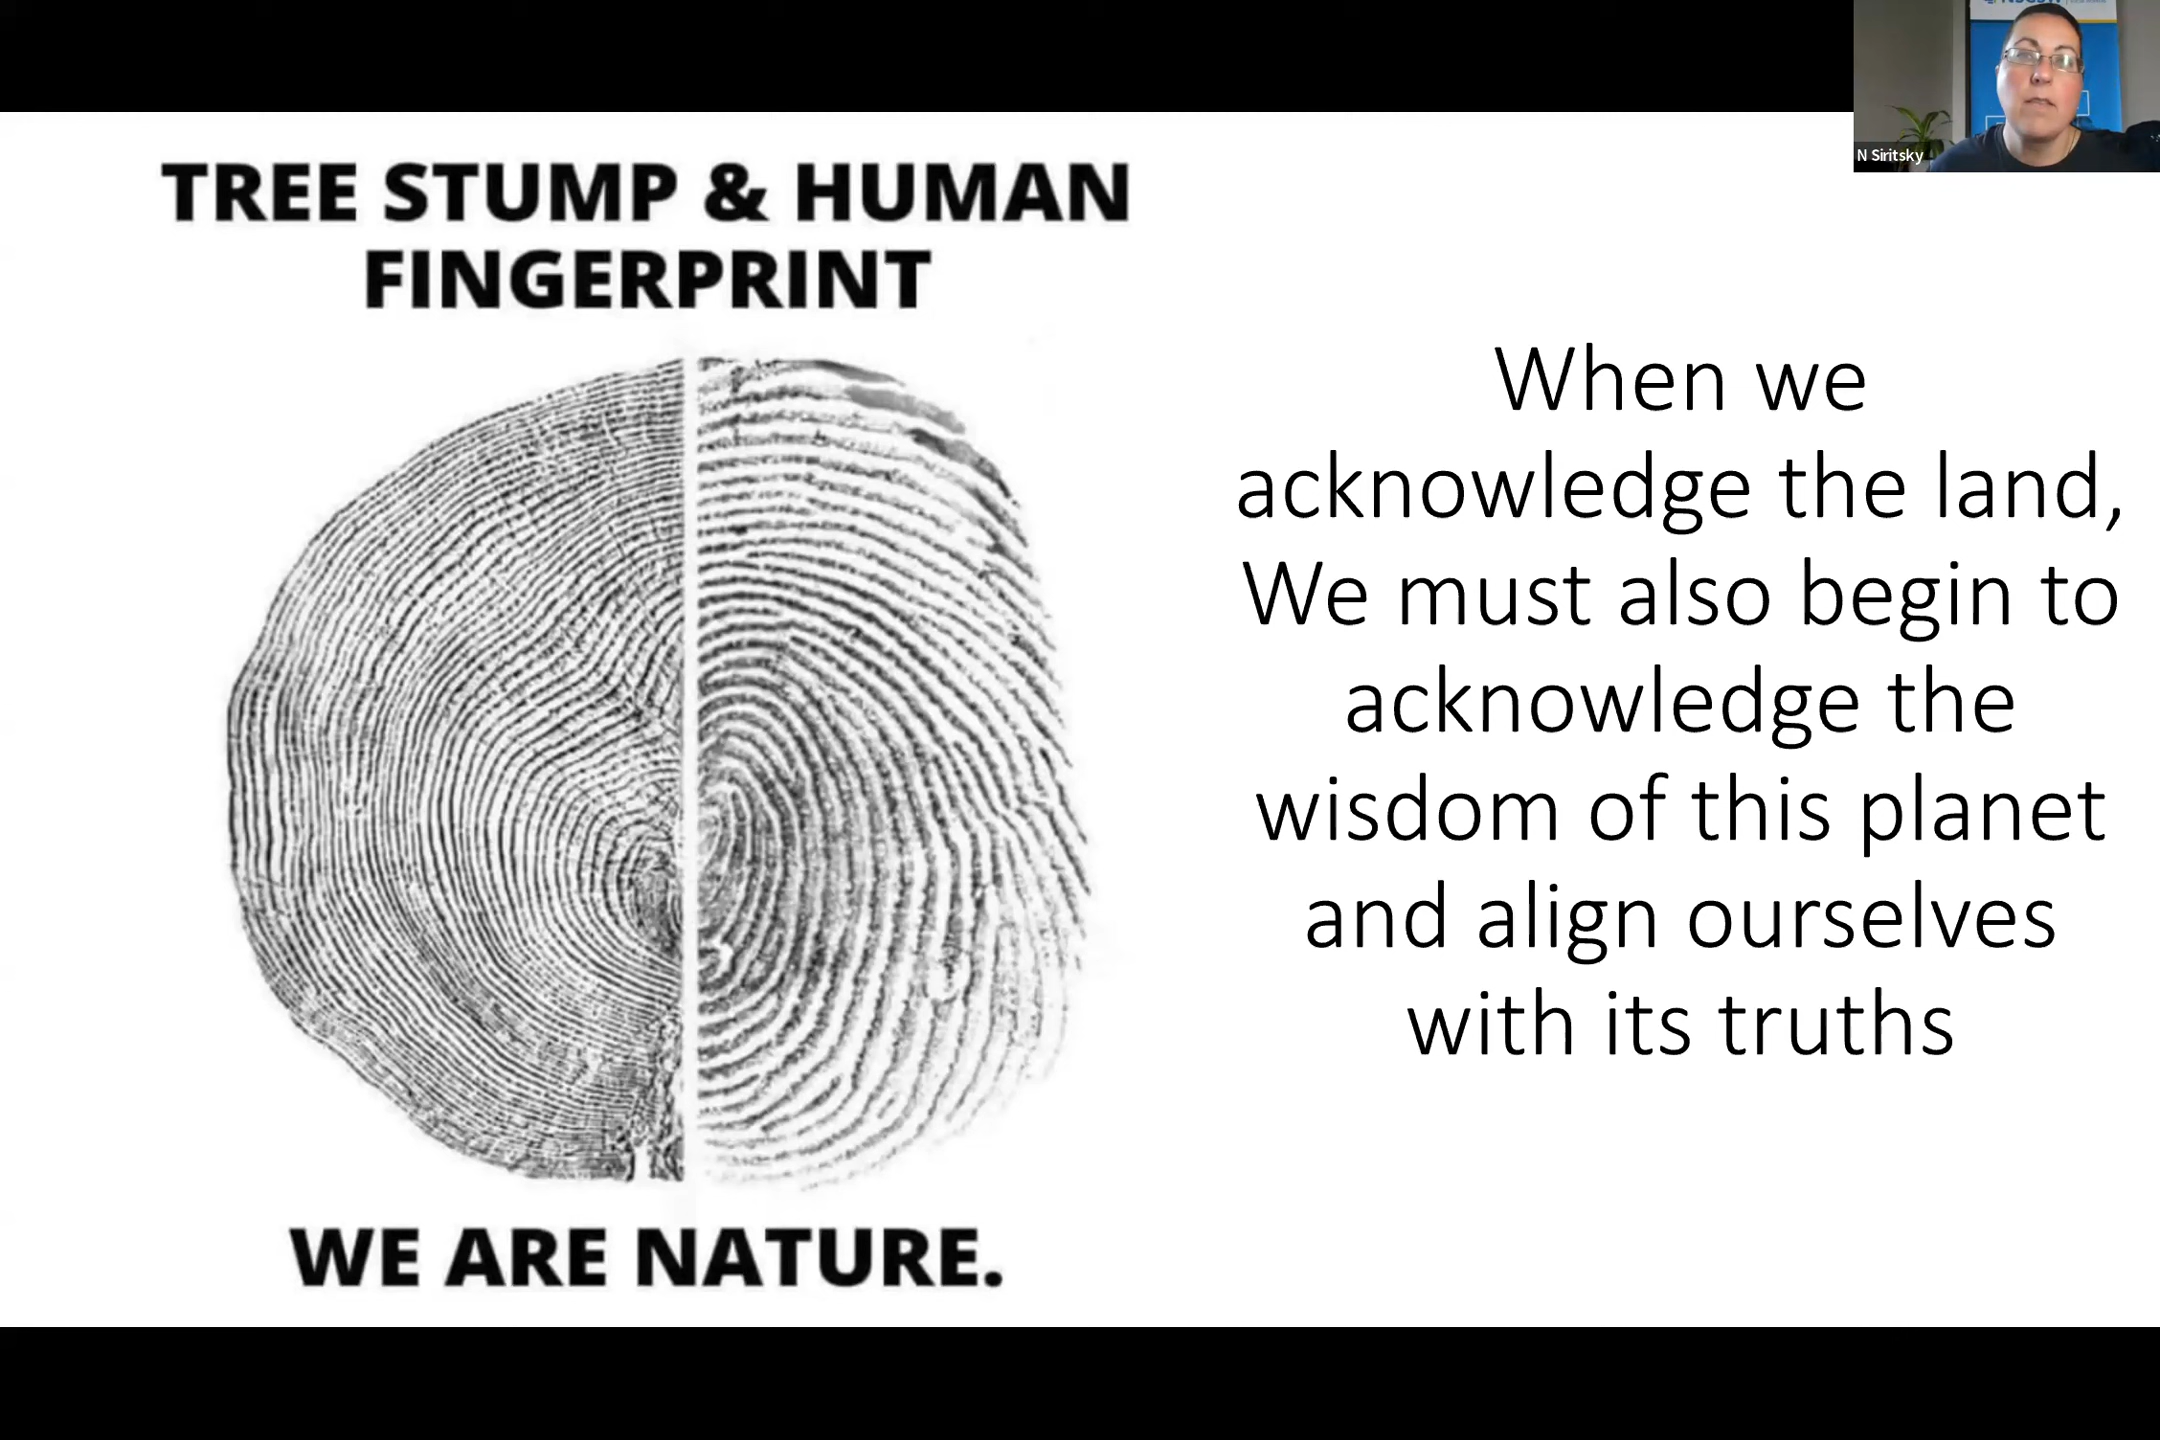 TREE STUMP & HUMAN
FINGERPRINT
WE ARE NATURE.
When we
acknowledge the land,
We must also begin to
acknowledge the
wisdom of this planet
and align ourselves
with its truths
N Siritsky